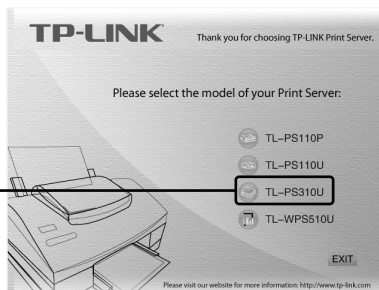 TP-LINK
Thank you for choosing TP-LINK Print Server.
Please select the model of your Print Server:
TL-PS110P
TL-PS110U
TL-PS310U
TL-WPS510U
EXIT
Please visit our website for more information: http://www.tp-link.com